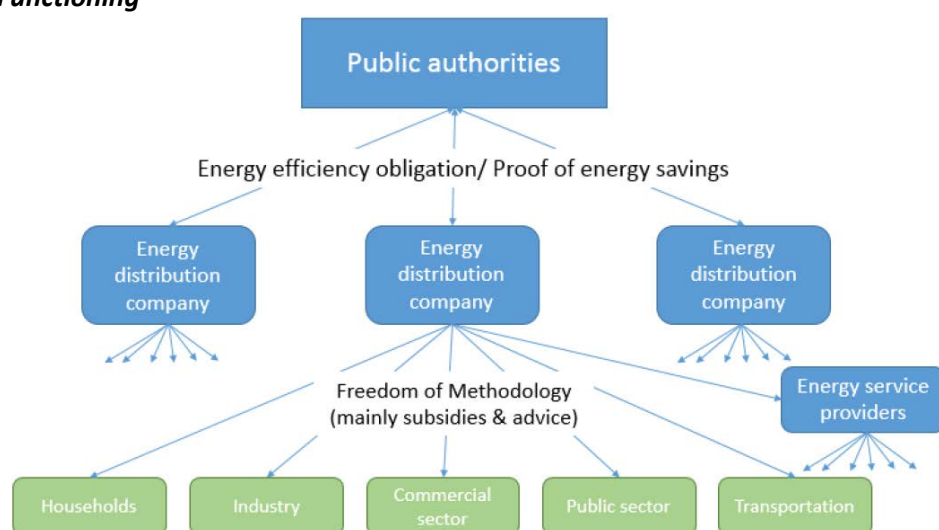 Functioning
Public authorities
Energy efficiency obligation/ Proof of energy savings
Energy
distribution
company
Energy
distribution
company
Energy
distribution
company
Freedom of Methodology
(mainly subsidies & advice)
Energy service
providers
Households
Industry
Commercial
sector
Public sector
Transportation